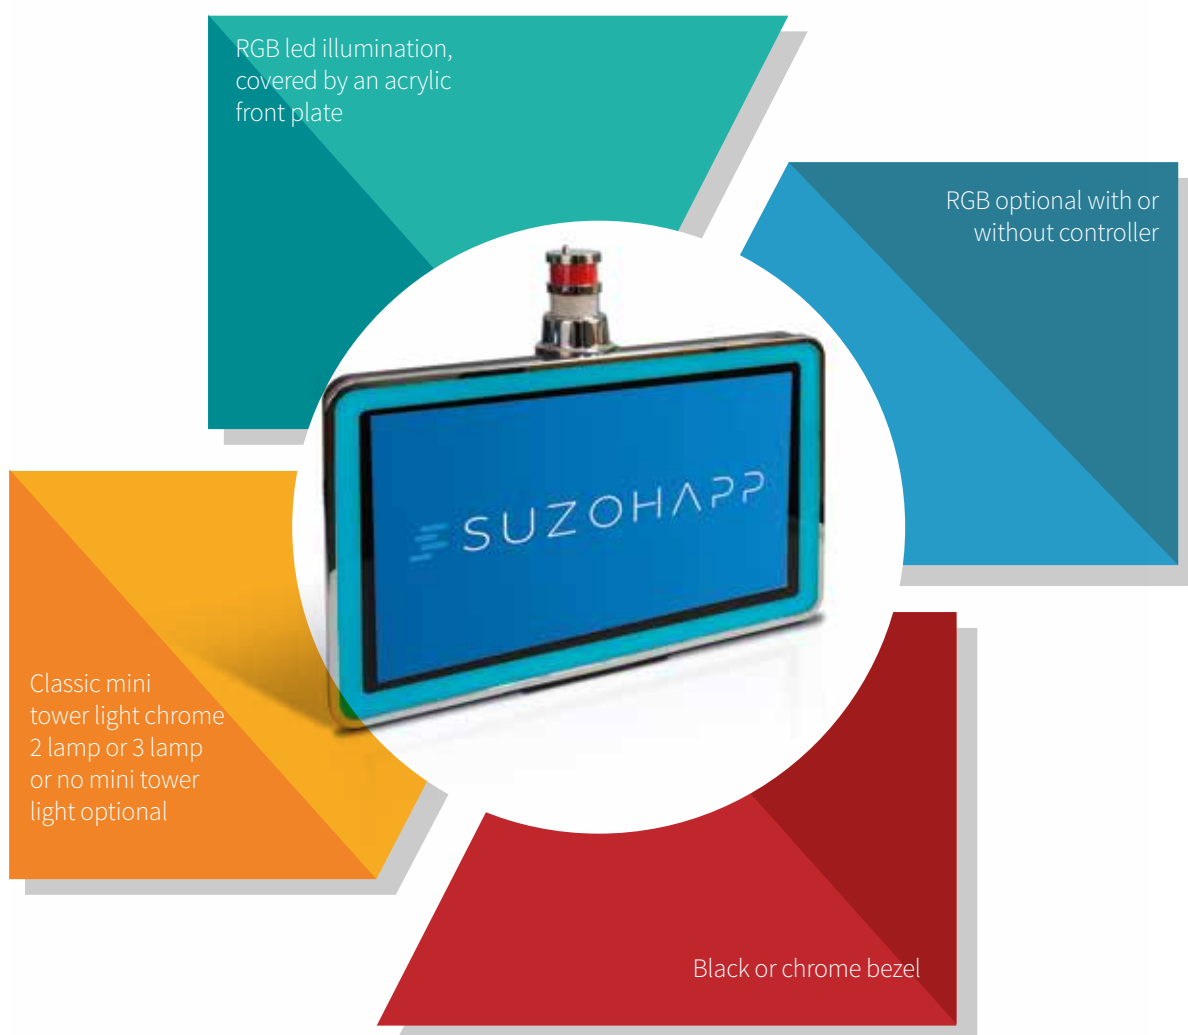 RGB led illumination,
covered by an acrylic
front plate
RGB optional with or
without controller
SUZOHAPP
Classic mini
tower light chrome
2 lamp or 3 lamp
or no mini tower
light optional
Black or chrome bezel